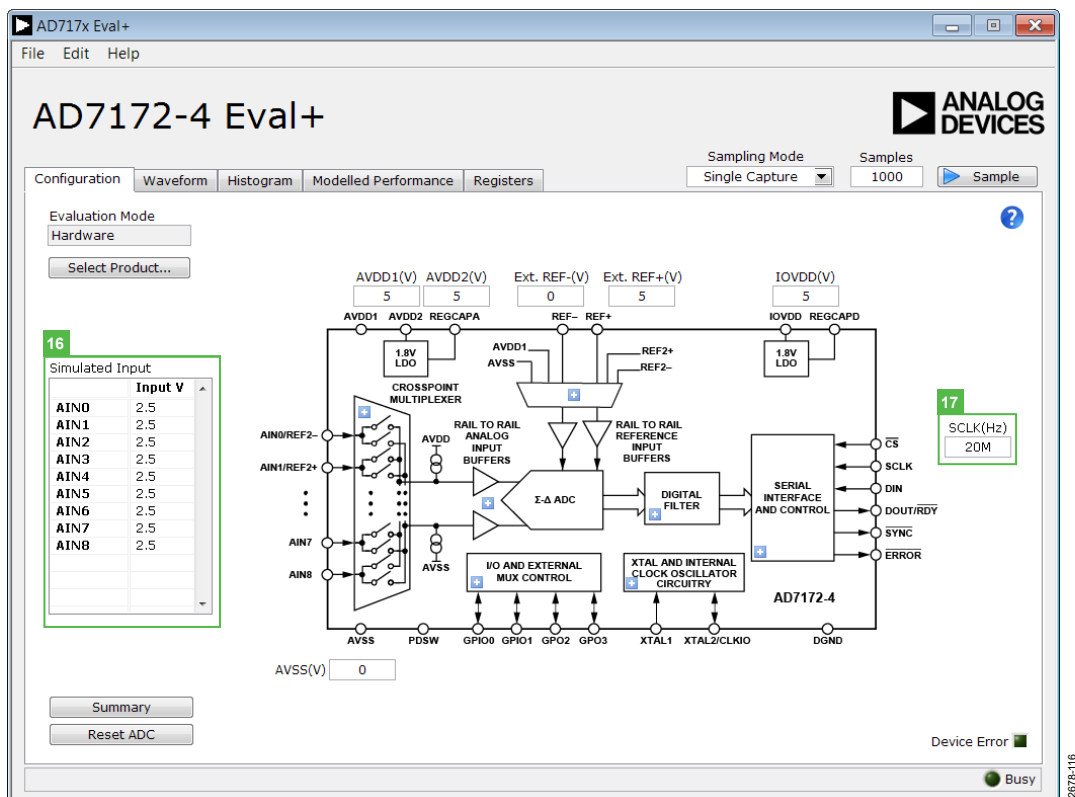 AD717x Eval+
File Edit Help
AD7172-4 Eval+
ANALOG
DEVICES
Sampling Mode
Samples
Configuration
Waveform
Histogram
Modelled Performance
Registers
Single Capture
1000
Sample
Evaluation Mode
Hardware
Select Product...
?
AVDD1(V)
AVDD2(V)
Ext. REF-(V)
Ext. REF+(V)
IOVDD(V)
5
5
0
5
5
AVDD1
AVDD2
REGCAPA
REF–
REF+
IOVDD
REGCAPD
16
Simulated Input
Input V
AIN0 2.5
AIN1 2.5
AIN2 2.5
AIN3 2.5
AIN4 2.5
AIN5 2.5
AIN6 2.5
AIN7 2.5
AIN8 2.5
1.8V
LDO
CROSSPOINT
MULTIPLEXER
AVDD1
AVSS
REF2+
REF2–
1.8V
LDO
AIN0/REF2–
AIN1/REF2+
AIN7
AIN8
AVDD
AVSS
RAIL TO RAIL
ANALOG
INPUT
BUFFERS
RAIL TO RAIL
REFERENCE
INPUT
BUFFERS
Σ-Δ ADC
DIGITAL
FILTER
SERIAL
INTERFACE
AND CONTROL
I/O AND EXTERNAL
MUX CONTROL
XTAL AND INTERNAL
CLOCK OSCILLATOR
CIRCUITRY
AD7172-4
17
SCLK(Hz)
20M
CS
SCLK
DIN
DOUT/RDY
SYNC
ERROR
AVSS
PDSW
GPIO0
GPIO1
GPO2
GPO3
XTAL1
XTAL2/CLKIO
DGND
AVSS(V)
0
Summary
Reset ADC
Device Error
Busy
2678-116